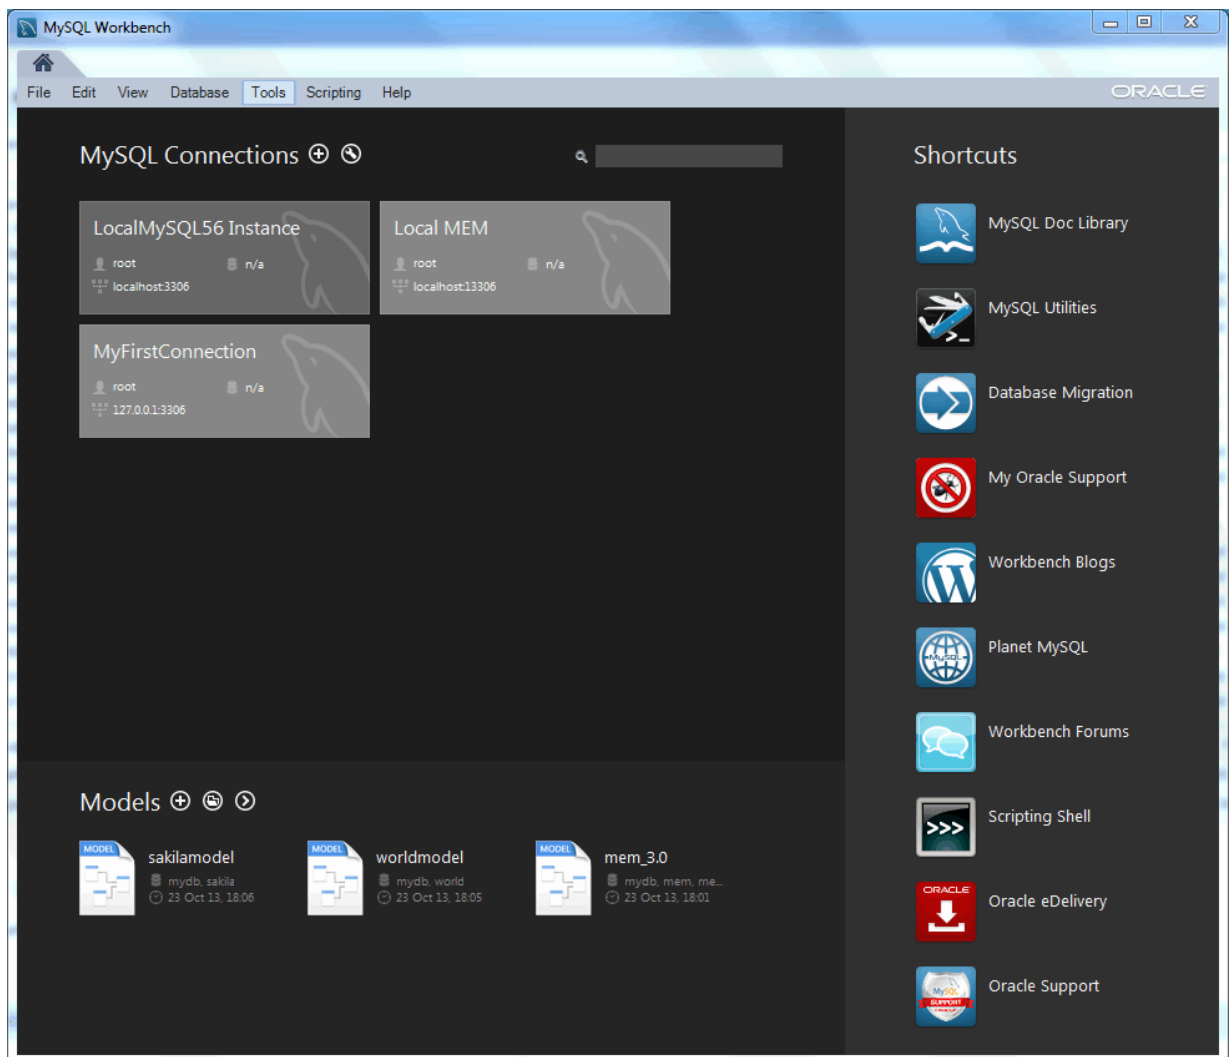 MySQL Workbench
File Edit View Database Tools Scripting Help
ORACLE
MySQL Connections
LocalMySQL56 Instance
root n/a
localhost:3306
Local MEM
root n/a
localhost:13306
MyFirstConnection
root n/a
127.0.0.1:3306
Models
MODEL
sakilamodel
mydb, sakila
23 Oct 13, 18:06
MODEL
worldmodel
mydb, world
23 Oct 13, 18:05
MODEL
mem_3.0
mydb, mem, me...
23 Oct 13, 18:01
Shortcuts
MySQL Doc Library
>_
MySQL Utilities
Database Migration
My Oracle Support
W
Workbench Blogs
MySQL
Planet MySQL
Workbench Forums
>>>
Scripting Shell
ORACLE
Oracle eDelivery
MySQL
SUPPORT
Oracle Support